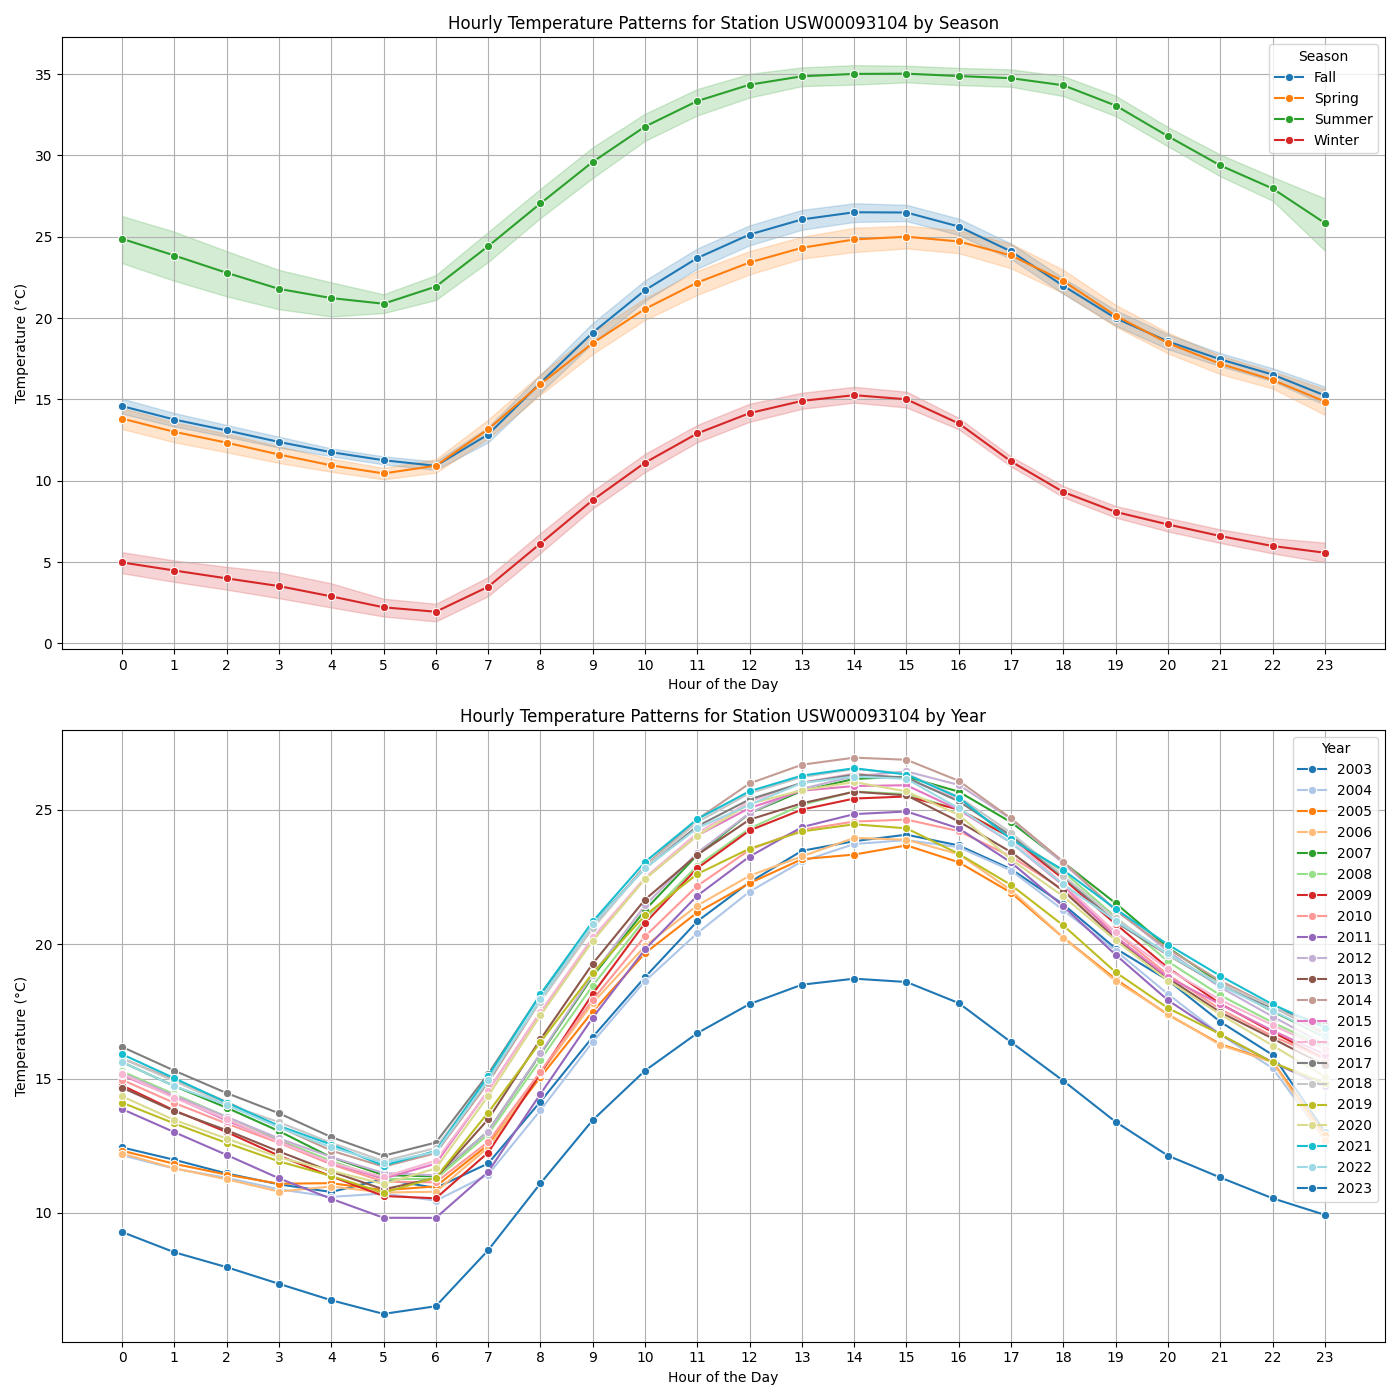 Hourly Temperature Patterns for Station USW00093104 by Season
Season
Fall
Spring
Summer
Winter
Temperature (°C)
35
30
25
20
15
10
5
0
0 1 2 3 4 5 6 7 8 9 10 11 12 13 14 15 16 17 18 19 20 21 22 23
Hour of the Day
Hourly Temperature Patterns for Station USW00093104 by Year
Year
2003
2004
2005
2006
2007
2008
2009
2010
2011
2012
2013
2014
2015
2016
2017
2018
2019
2020
2021
2022
2023
Temperature (°C)
25
20
15
10
0 1 2 3 4 5 6 7 8 9 10 11 12 13 14 15 16 17 18 19 20 21 22 23
Hour of the Day